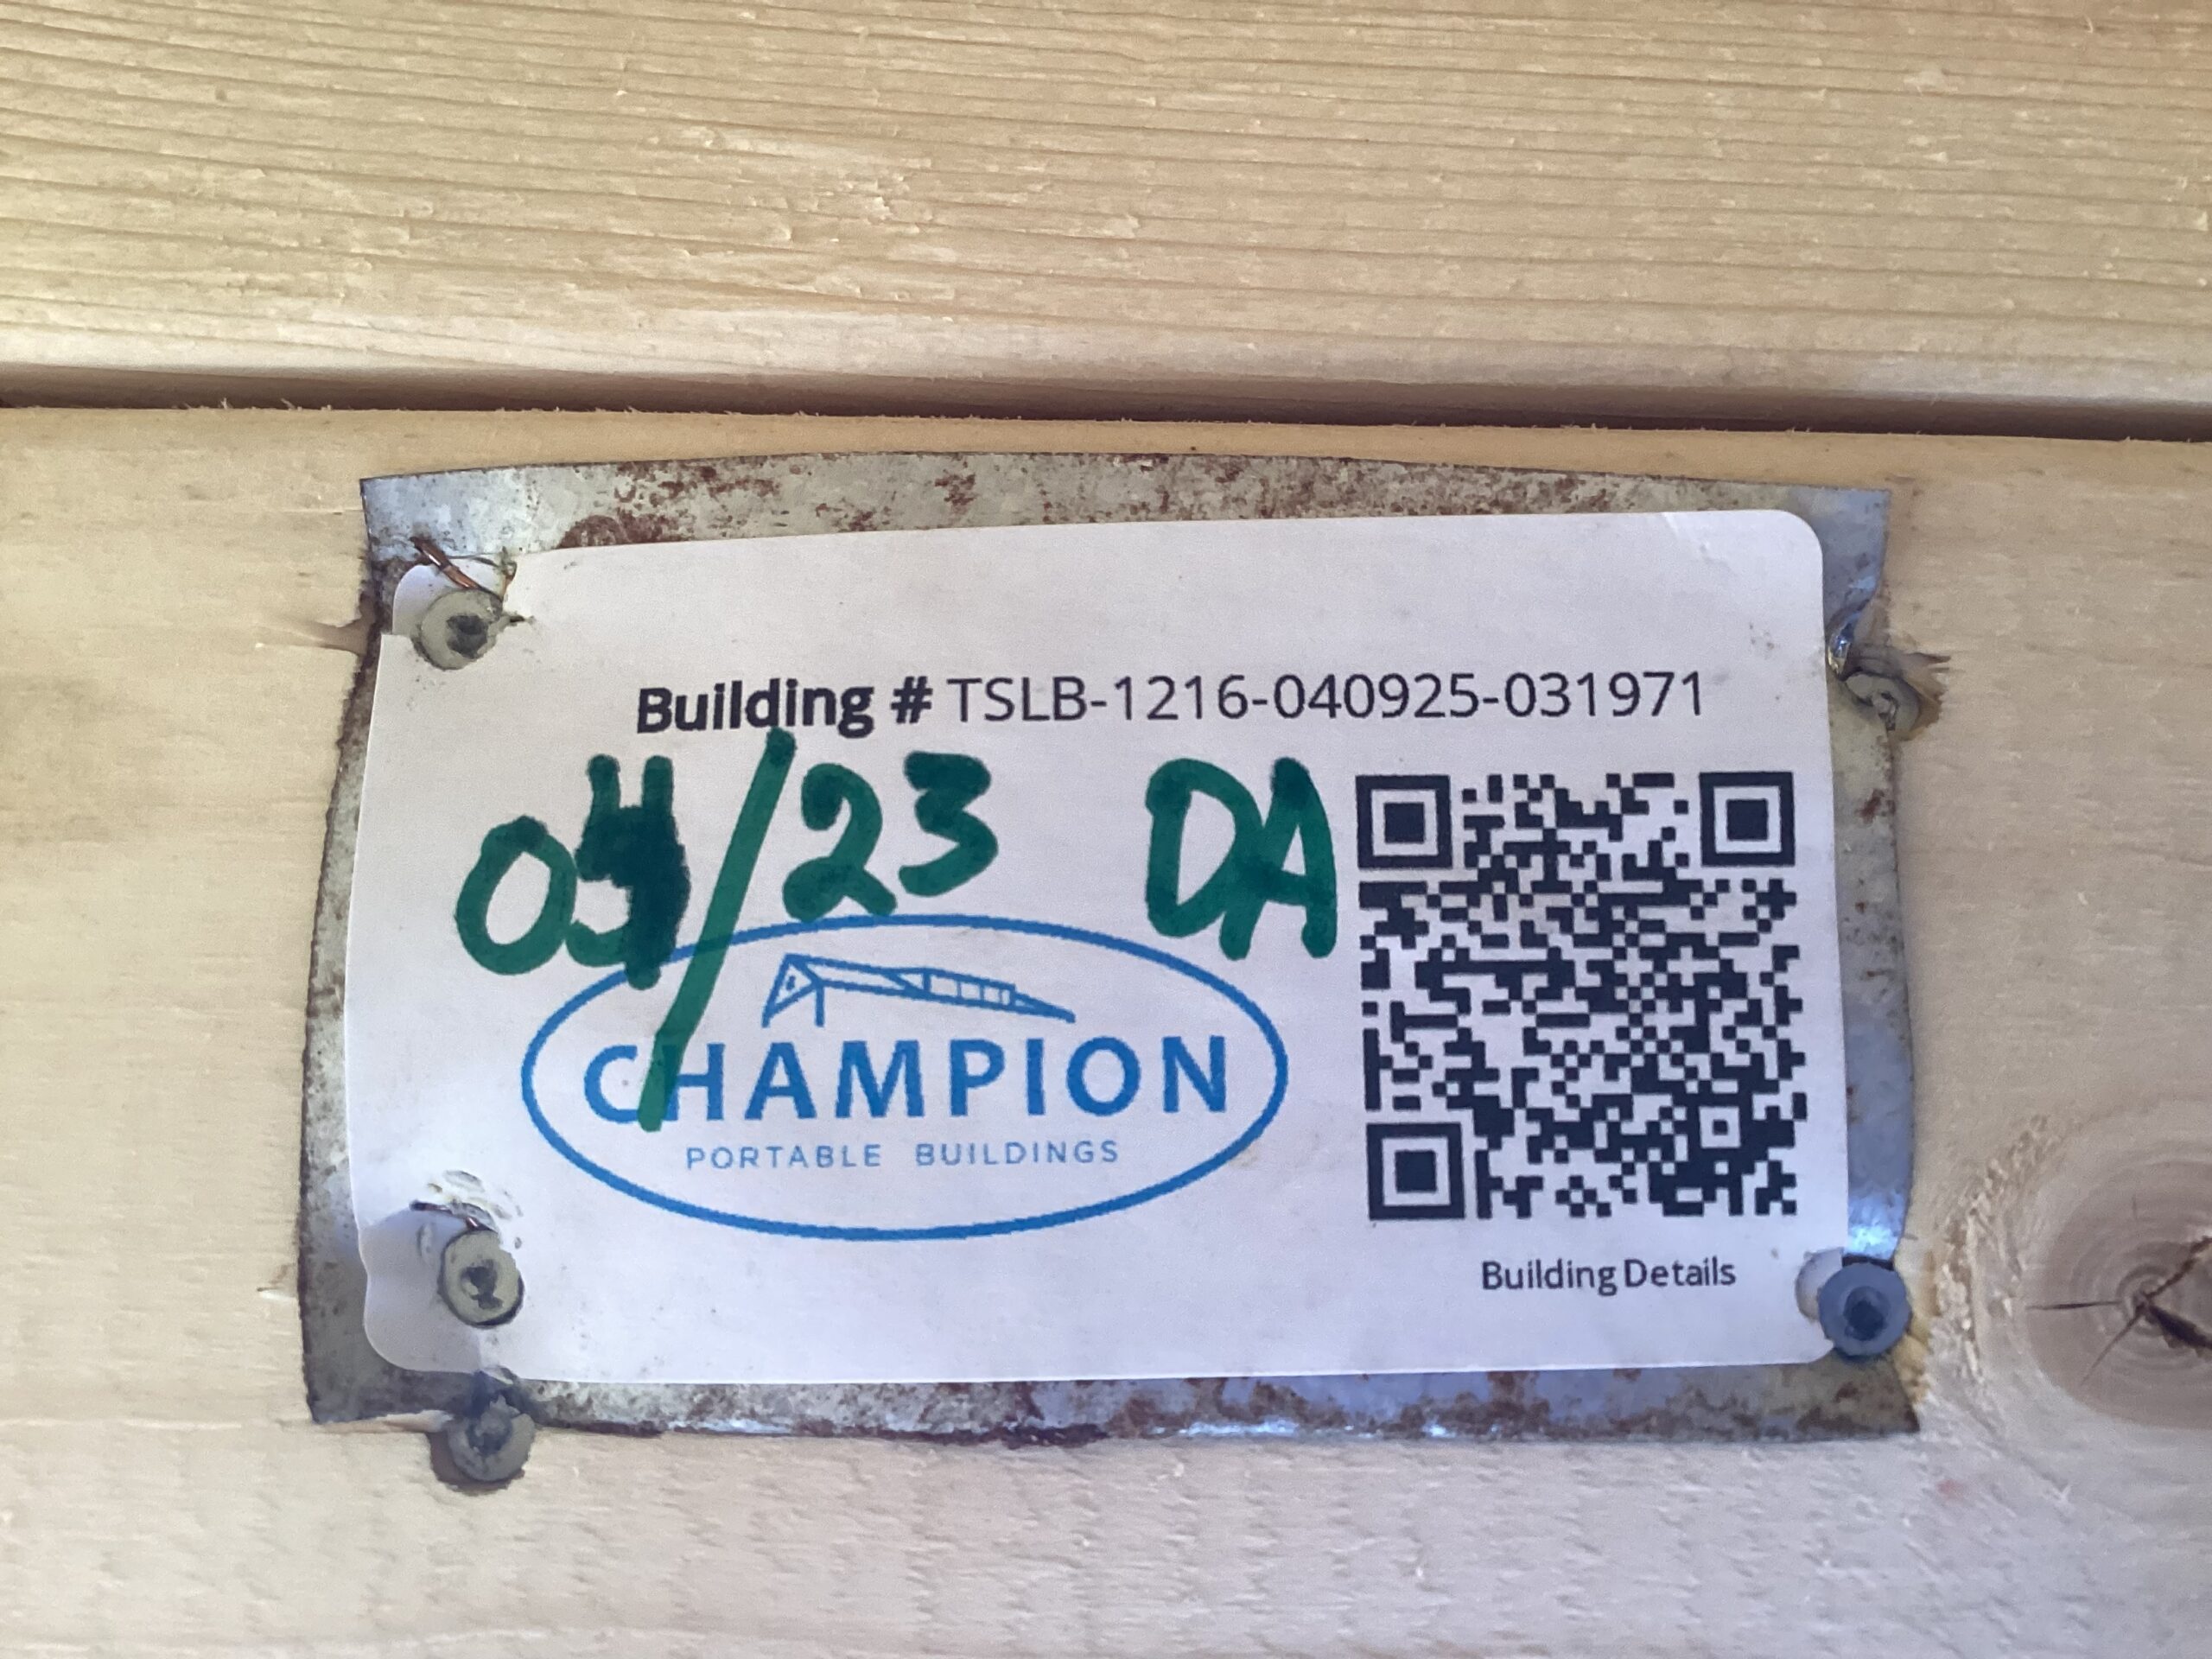 Building # TSLB-1216-040925-031971
04/23 DA
CHAMPION
PORTABLE BUILDINGS
Building Details